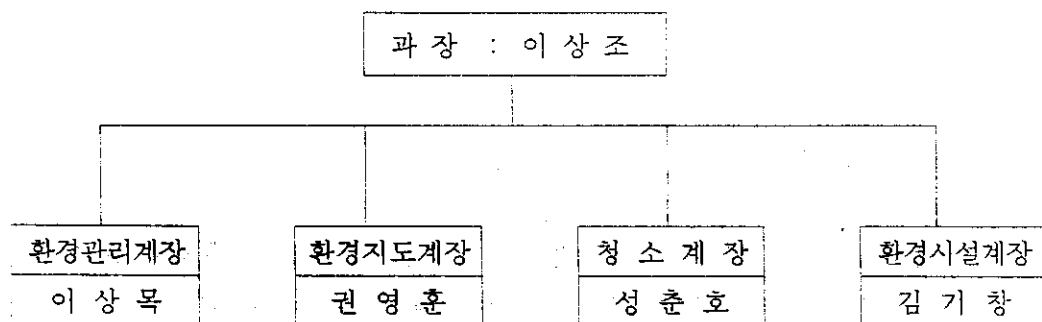 과 장 : 이 상 조
환경관리계장 환경지도계장 청 소 계 장 환경시설계장
이 상 목 권 영 훈 성 춘 호 김 기 창